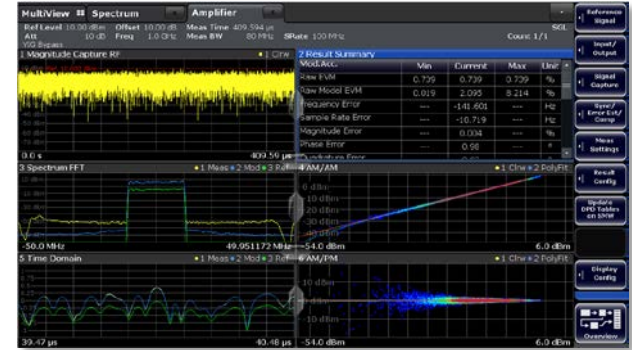 MultiView Spectrum Amplifier
Ref Level 10.00 dBm Offset 10.00 dB Meas Time 409.594 µs SGL
Att 10 dB Freq 1.0 GHz Meas BW 80 MHz SRate 100 MHz Count 1/1
YIG Bypass
1 Magnitude Capture RF 1 Clrw
0.0 s 409.59 µs
2 Result Summary
Mod.Acc. Min Current Max Unit
Raw EVM 0.739 0.739 0.739 %
Raw Model EVM 0.019 2.095 8.214 %
Frequency Error --- -141.601 --- Hz
Sample Rate Error --- -10.719 --- Hz
Magnitude Error --- 0.004 --- %
Phase Error --- 0.98 --- °
Quadrature Error
3 Spectrum FFT 1 Meas 2 Mod 3 Ref
-50.0 MHz 49.951172 MHz
4 AM/AM 1 Clrw 2 PolyFit
0 dBm
-10 dBm
-20 dBm
-30 dBm
-54.0 dBm 6.0 dBm
5 Time Domain 1 Meas 2 Mod 3 Ref
39.47 µs 40.48 µs
6 AM/PM 1 Clrw 2 PolyFit
10 dBm
-10 dBm
-54.0 dBm 6.0 dBm
Reference
Signal
Input/
Output
Signal
Capture
Sync/
Error Est/
Comp
Meas
Settings
Result
Config
Update
DPD Tables
on SMW
Display
Config
Overview